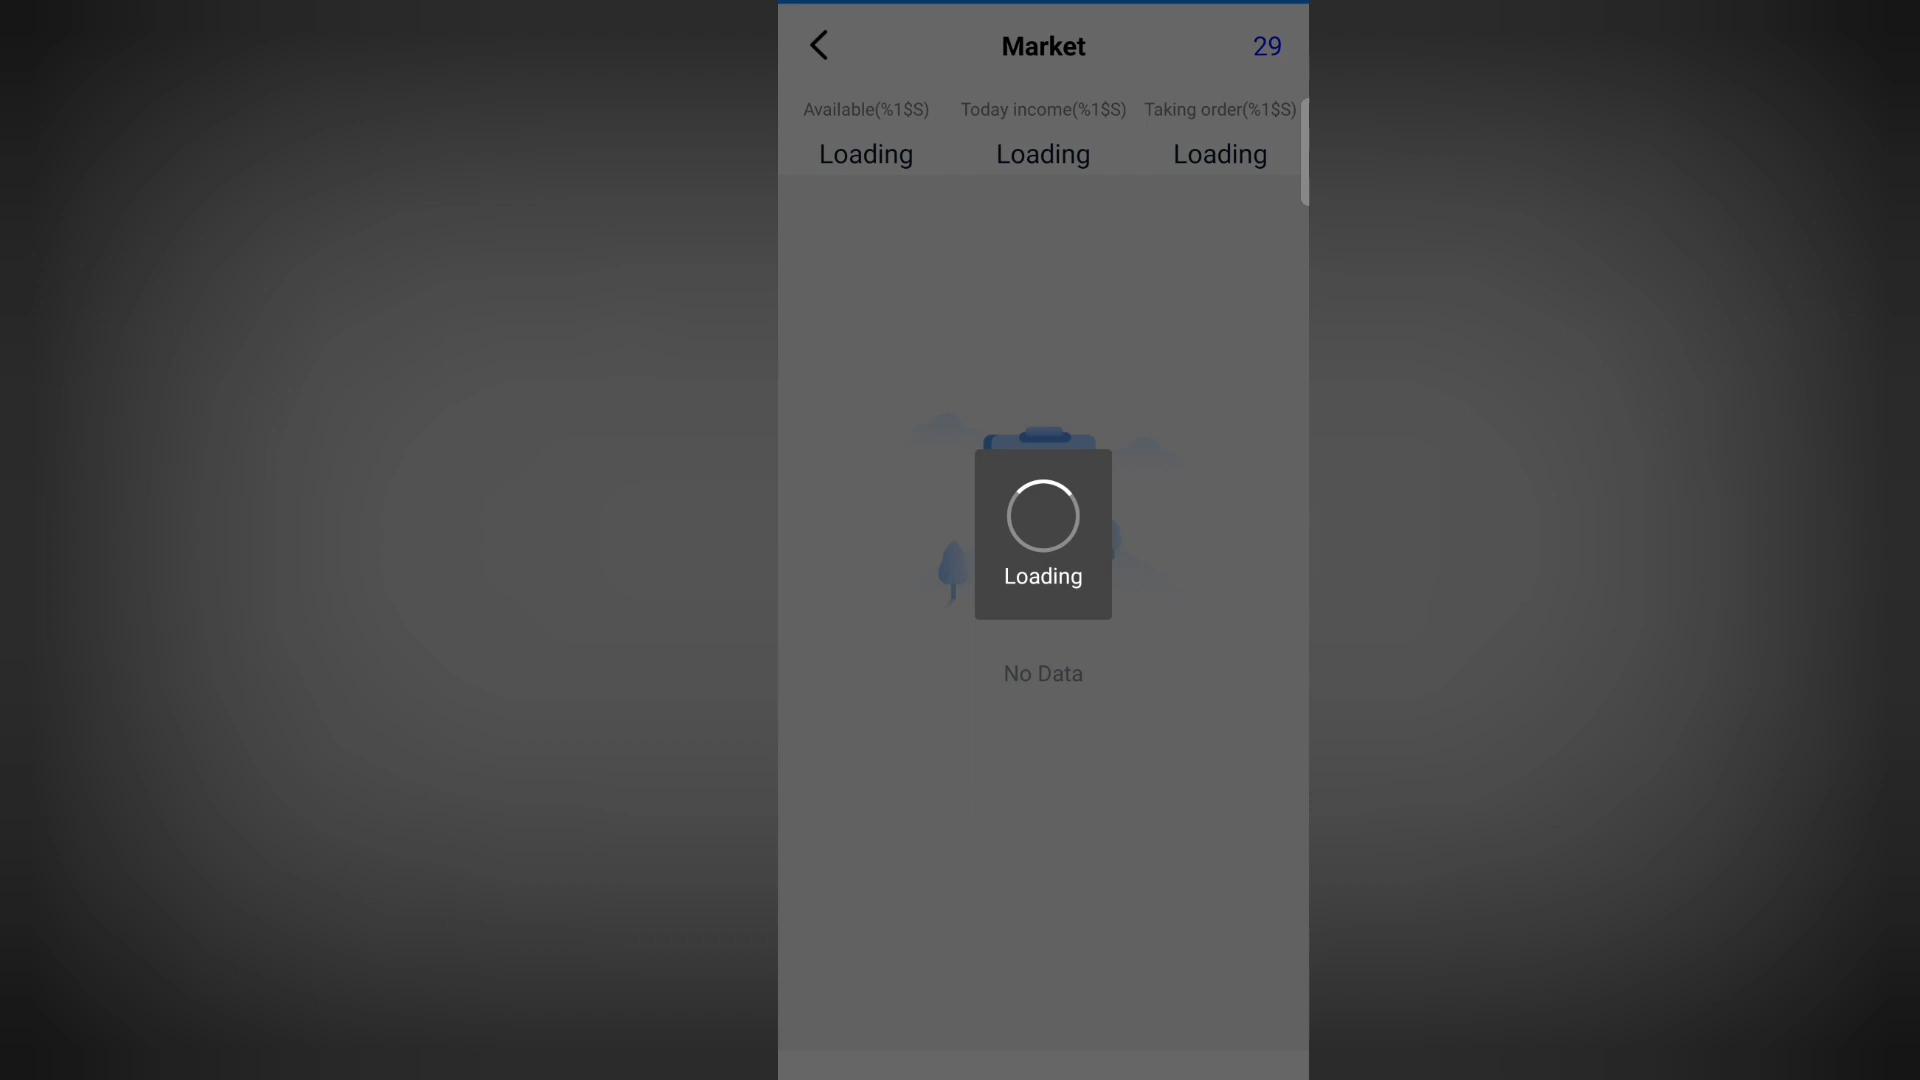 Market
29
Available(%1$S) Today income(%1$S) Taking order(%1$S)
Loading Loading Loading
Loading
No Data